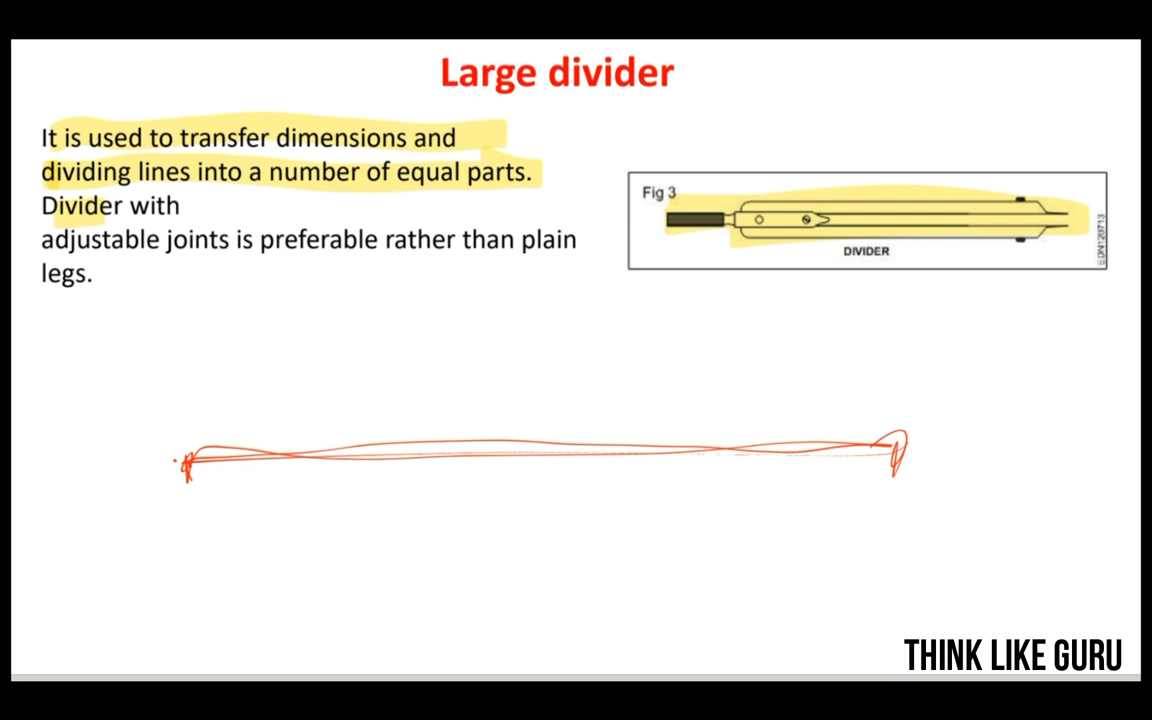 Large divider
It is used to transfer dimensions and
dividing lines into a number of equal parts.
Divider with
adjustable joints is preferable rather than plain
legs.
Fig 3
DIVIDER
EDN120713
THINK LIKE GURU